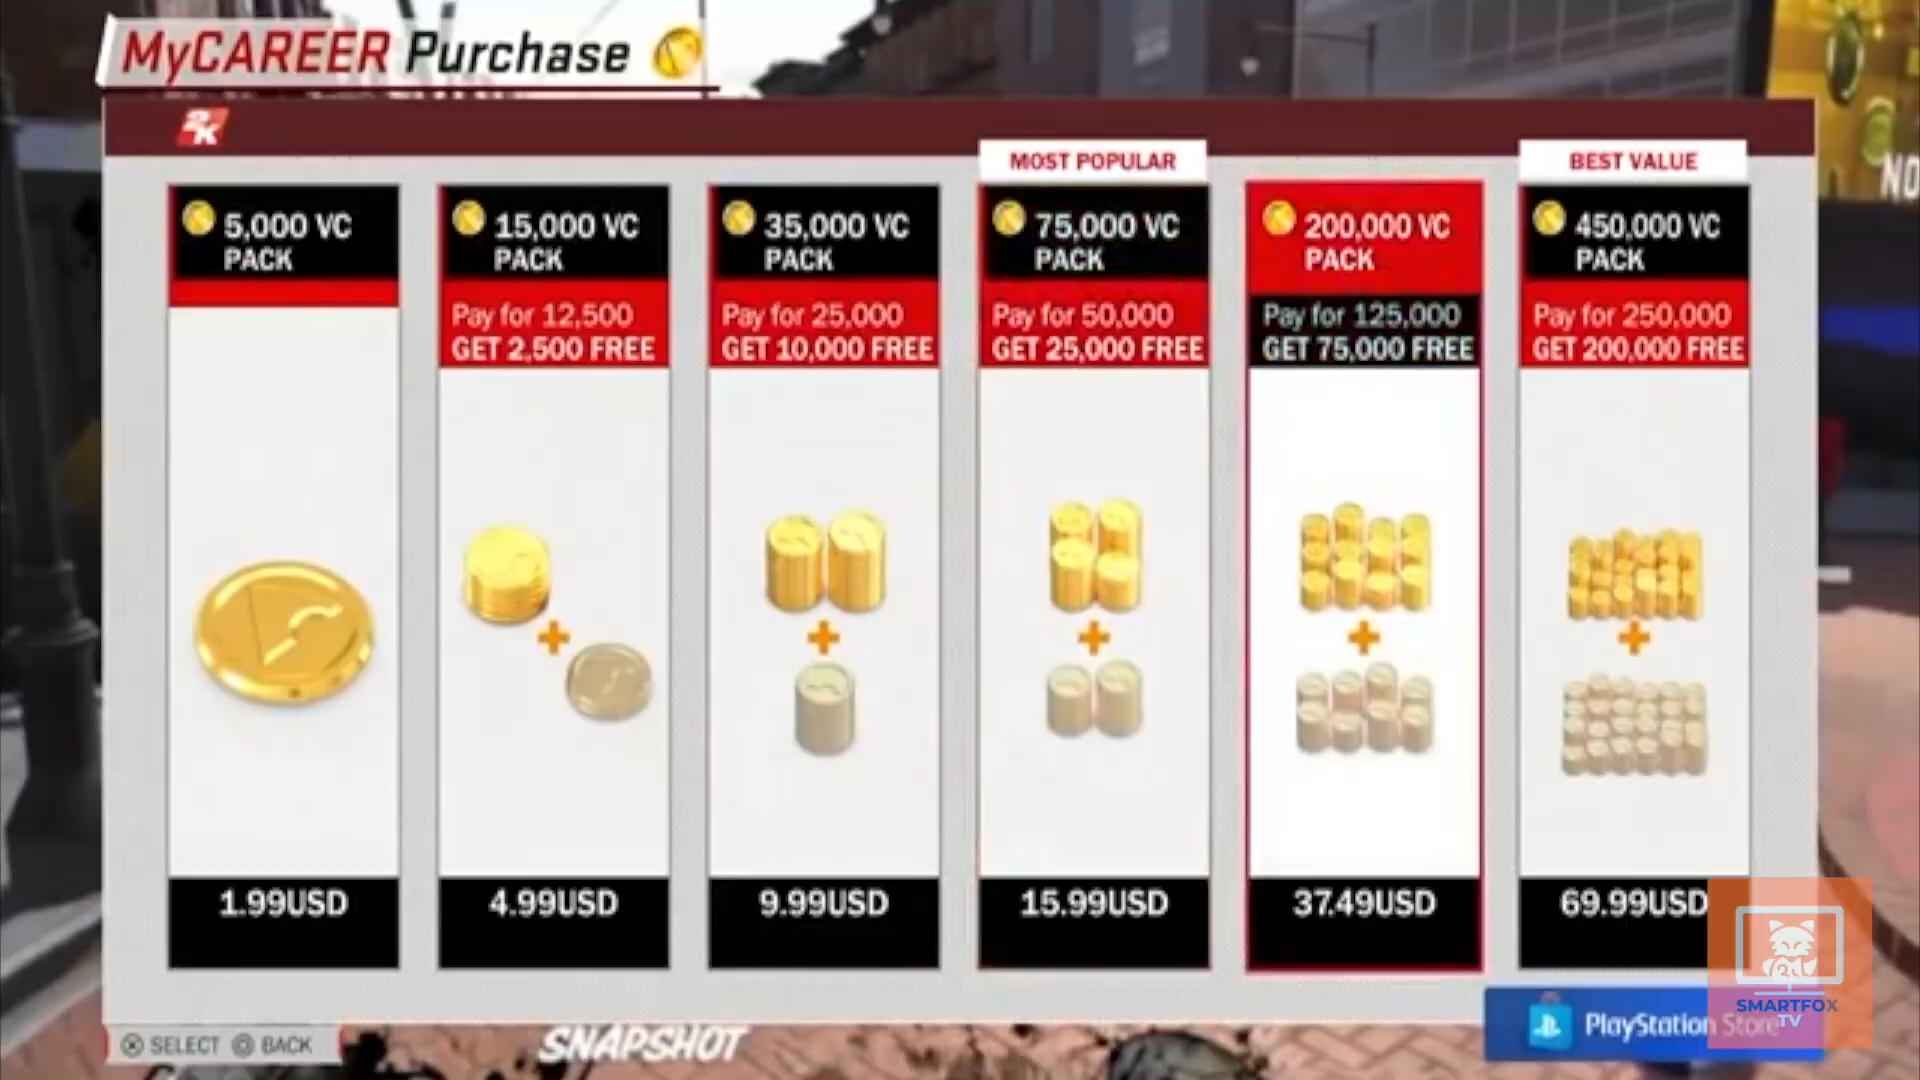 MyCAREER Purchase
2K
MOST POPULAR
BEST VALUE
5,000 VC
PACK
15,000 VC
PACK
Pay for 12,500
GET 2,500 FREE
35,000 VC
PACK
Pay for 25,000
GET 10,000 FREE
75,000 VC
PACK
Pay for 50,000
GET 25,000 FREE
200,000 VC
PACK
Pay for 125,000
GET 75,000 FREE
450,000 VC
PACK
Pay for 250,000
GET 200,000 FREE
NO
1.99USD
4.99USD
9.99USD
15.99USD
37.49USD
69.99USD
SELECT BACK
SNAPSHOT
PlayStation Store
SMARTFOX
TV